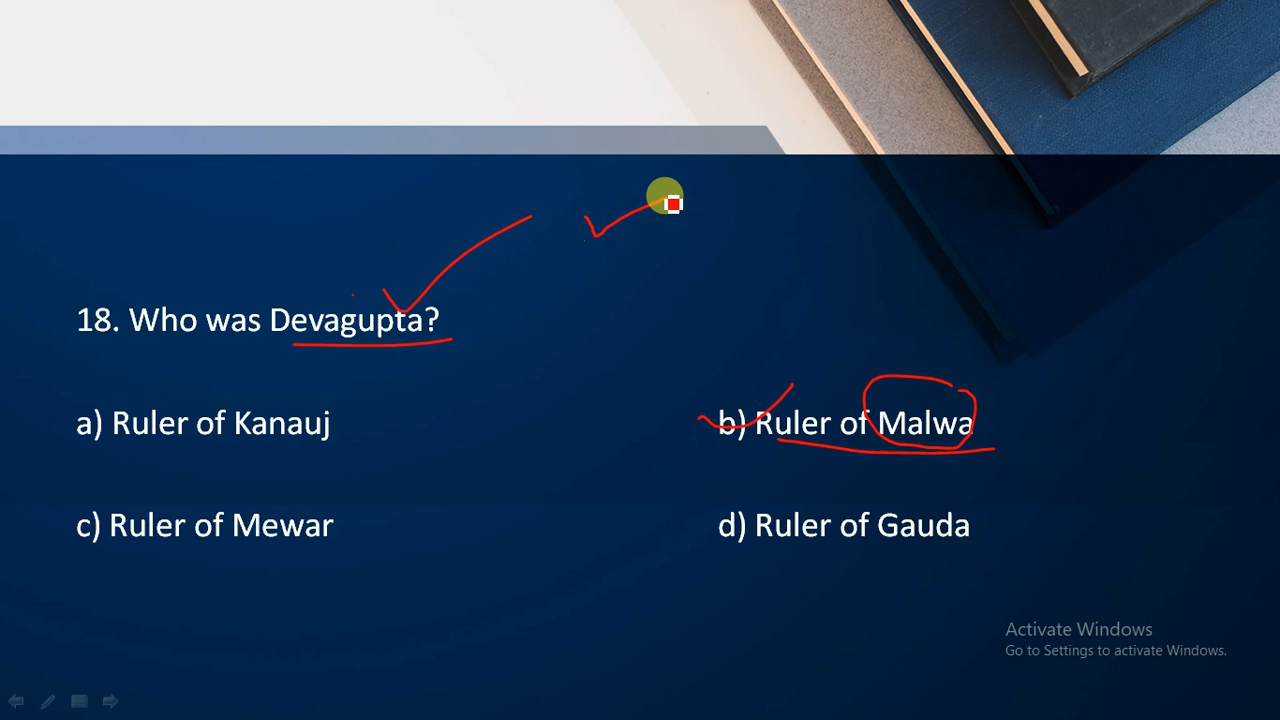 18. Who was Devagupta?
a) Ruler of Kanauj
b) Ruler of Malwa
c) Ruler of Mewar
d) Ruler of Gauda
Activate Windows
Go to Settings to activate Windows.